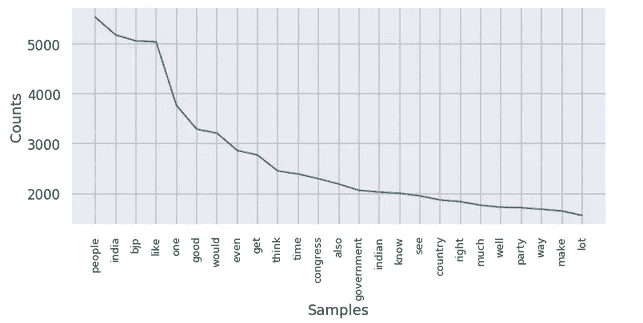 5000
4000
3000
2000
Counts
people
india
bjp
like
one
good
would
even
get
think
time
congress
also
government
indian
know
see
country
right
much
well
party
way
make
lot
Samples